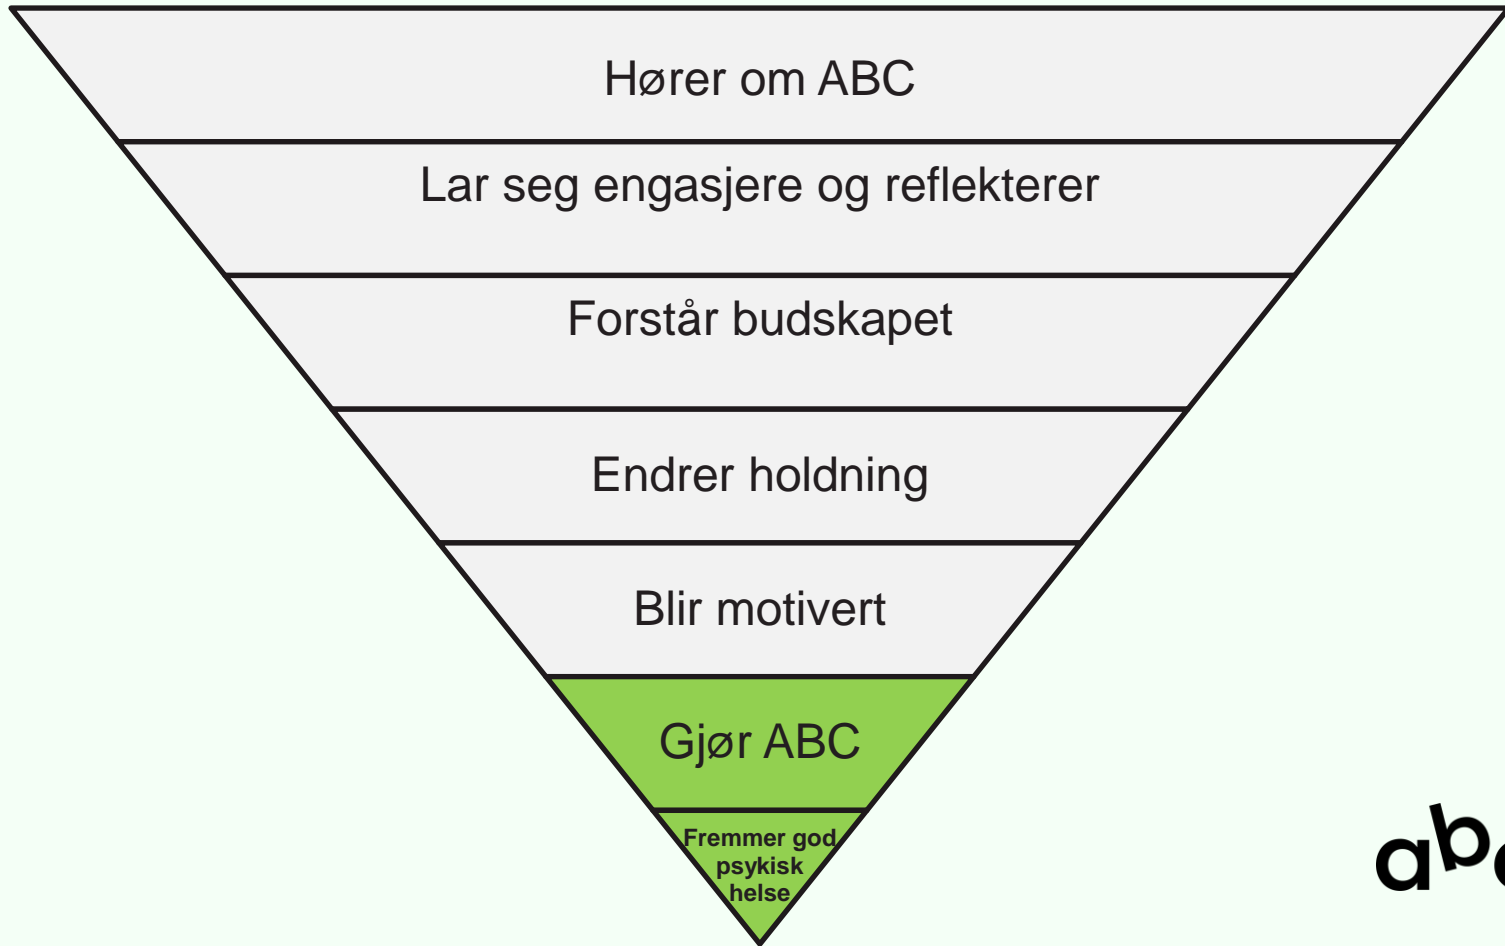 Hører om ABC
Lar seg engasjere og reflekterer
Forstår budskapet
Endrer holdning
Blir motivert
Gjør ABC
Fremmer god
psykisk
helse
abc